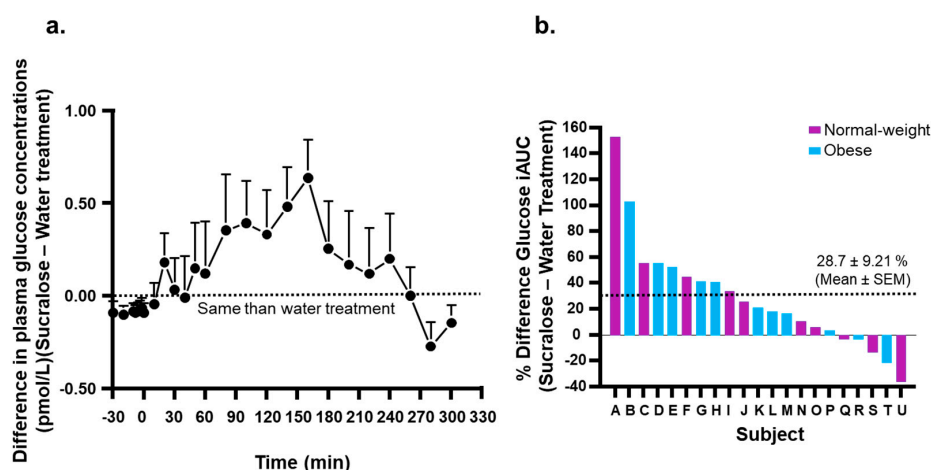 a.
Difference in plasma glucose concentrations
(pmol/L)(Sucralose – Water treatment)
1.00
0.50
0.00
-0.50
Same than water treatment
-30 0 30 60 90 120 150 180 210 240 270 300 330
Time (min)
b.
% Difference Glucose iAUC
(Sucralose – Water Treatment)
160
140
120
100
80
60
40
20
0
-20
-40
Normal-weight
Obese
28.7 ± 9.21 %
(Mean ± SEM)
A B C D E F G H I J K L M N O P Q R S T U
Subject